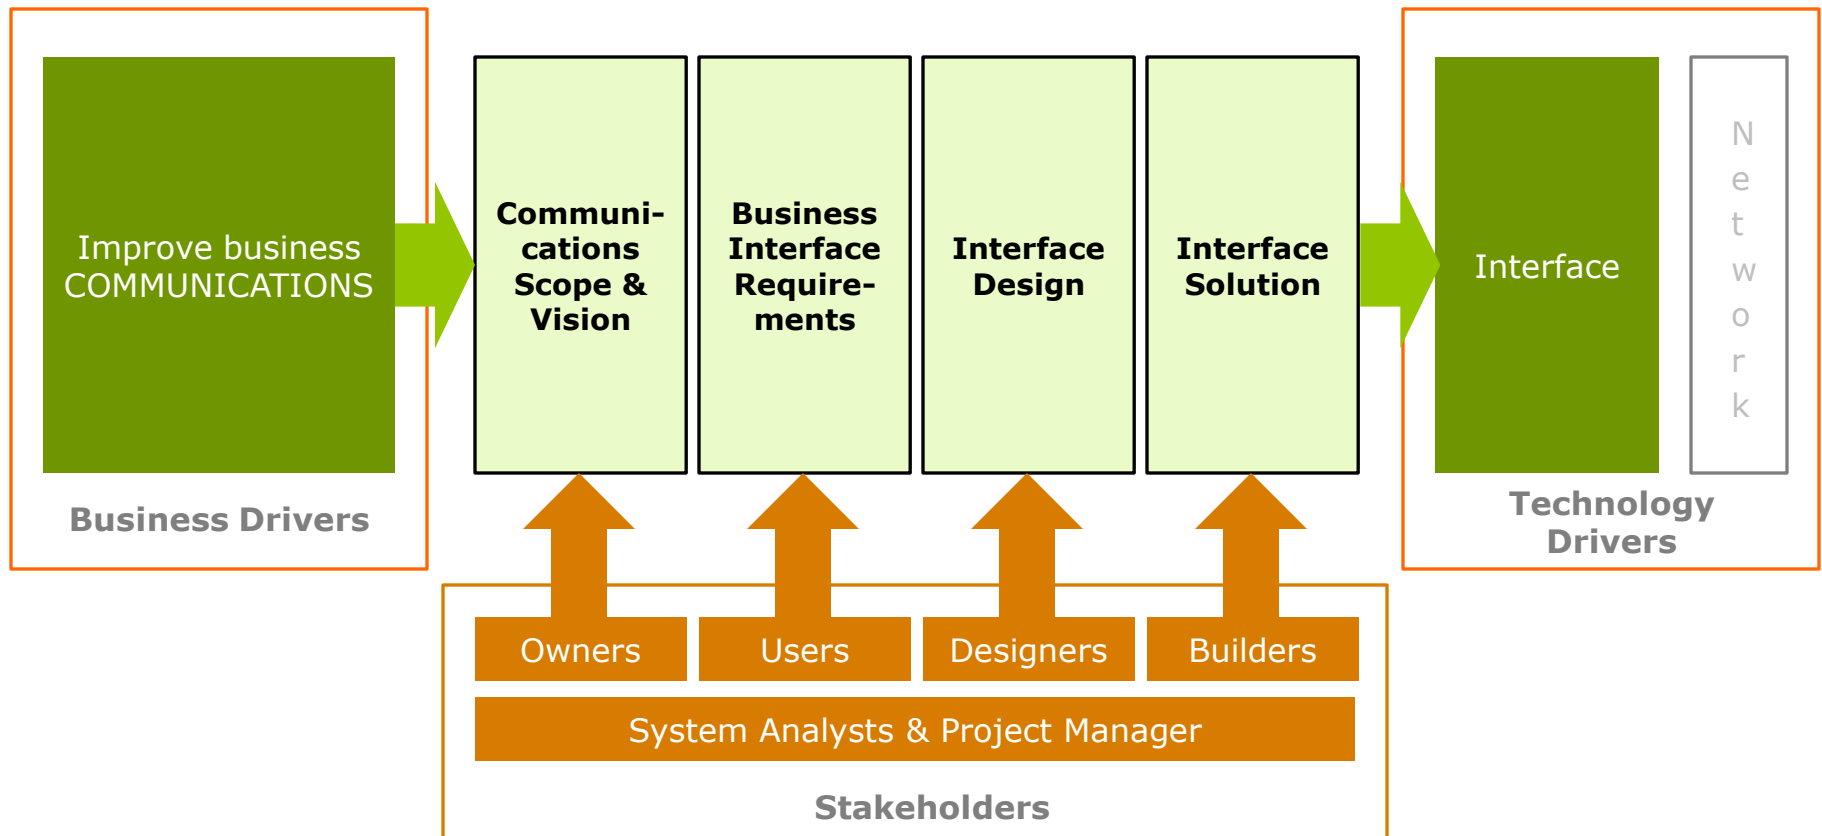 Improve business
COMMUNICATIONS
Business Drivers
Communi-
cations
Scope &
Vision
Business
Interface
Require-
ments
Interface
Design
Interface
Solution
Interface
N
e
t
w
o
r
k
Technology
Drivers
Owners
Users
Designers
Builders
System Analysts & Project Manager
Stakeholders